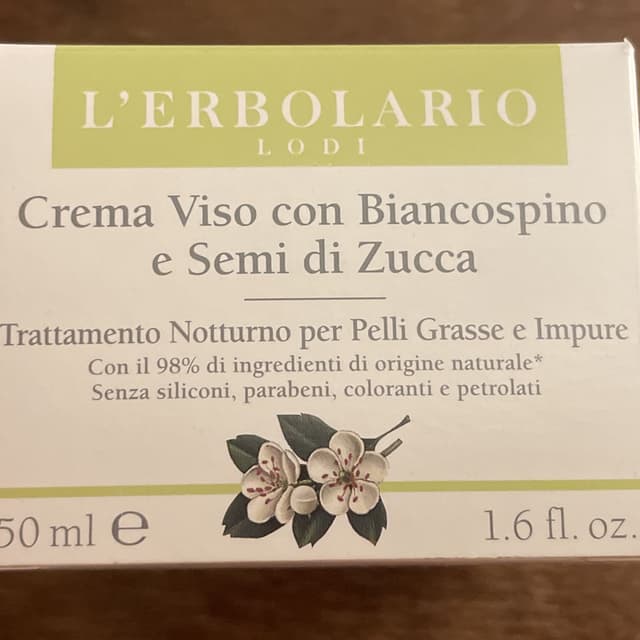 L'ERBOLARIO
LODI
Crema Viso con Biancospino
e Semi di Zucca
Trattamento Notturno per Pelli Grasse e Impure
Con il 98% di ingredienti di origine naturale*
Senza siliconi, parabeni, coloranti e petrolati
50 ml e 1.6 fl. oz.